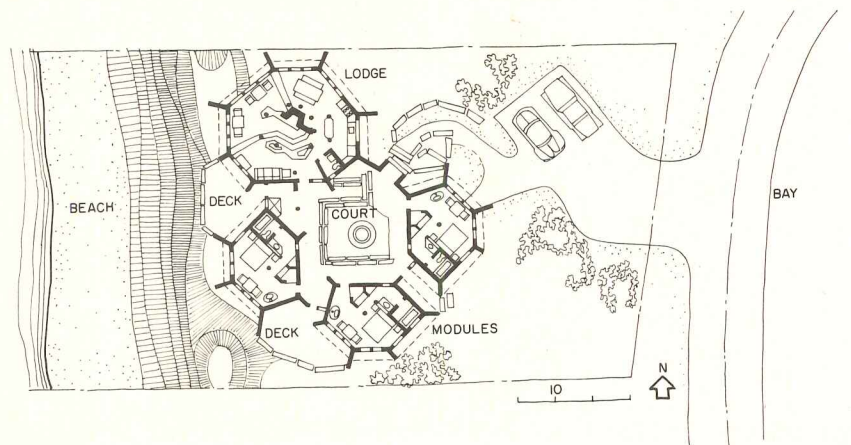 LODGE
BEACH
DECK
COURT
BAY
DECK
MODULES
10
N